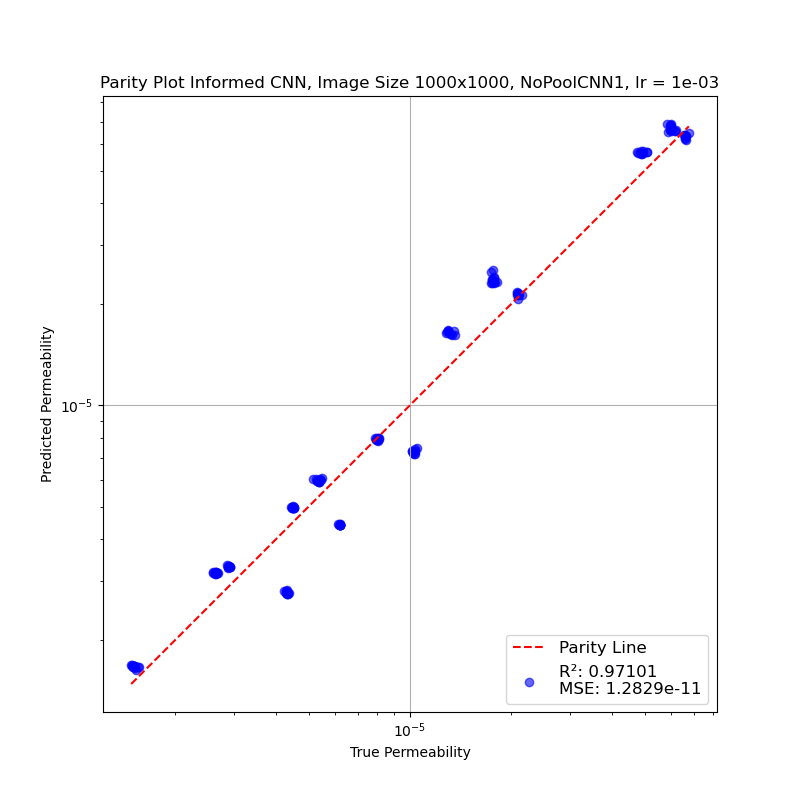 Parity Plot Informed CNN, Image Size 1000x1000, NoPoolCNN1, lr = 1e-03
Predicted Permeability
10⁻⁵
10⁻⁵
True Permeability
Parity Line
R²: 0.97101
MSE: 1.2829e-11